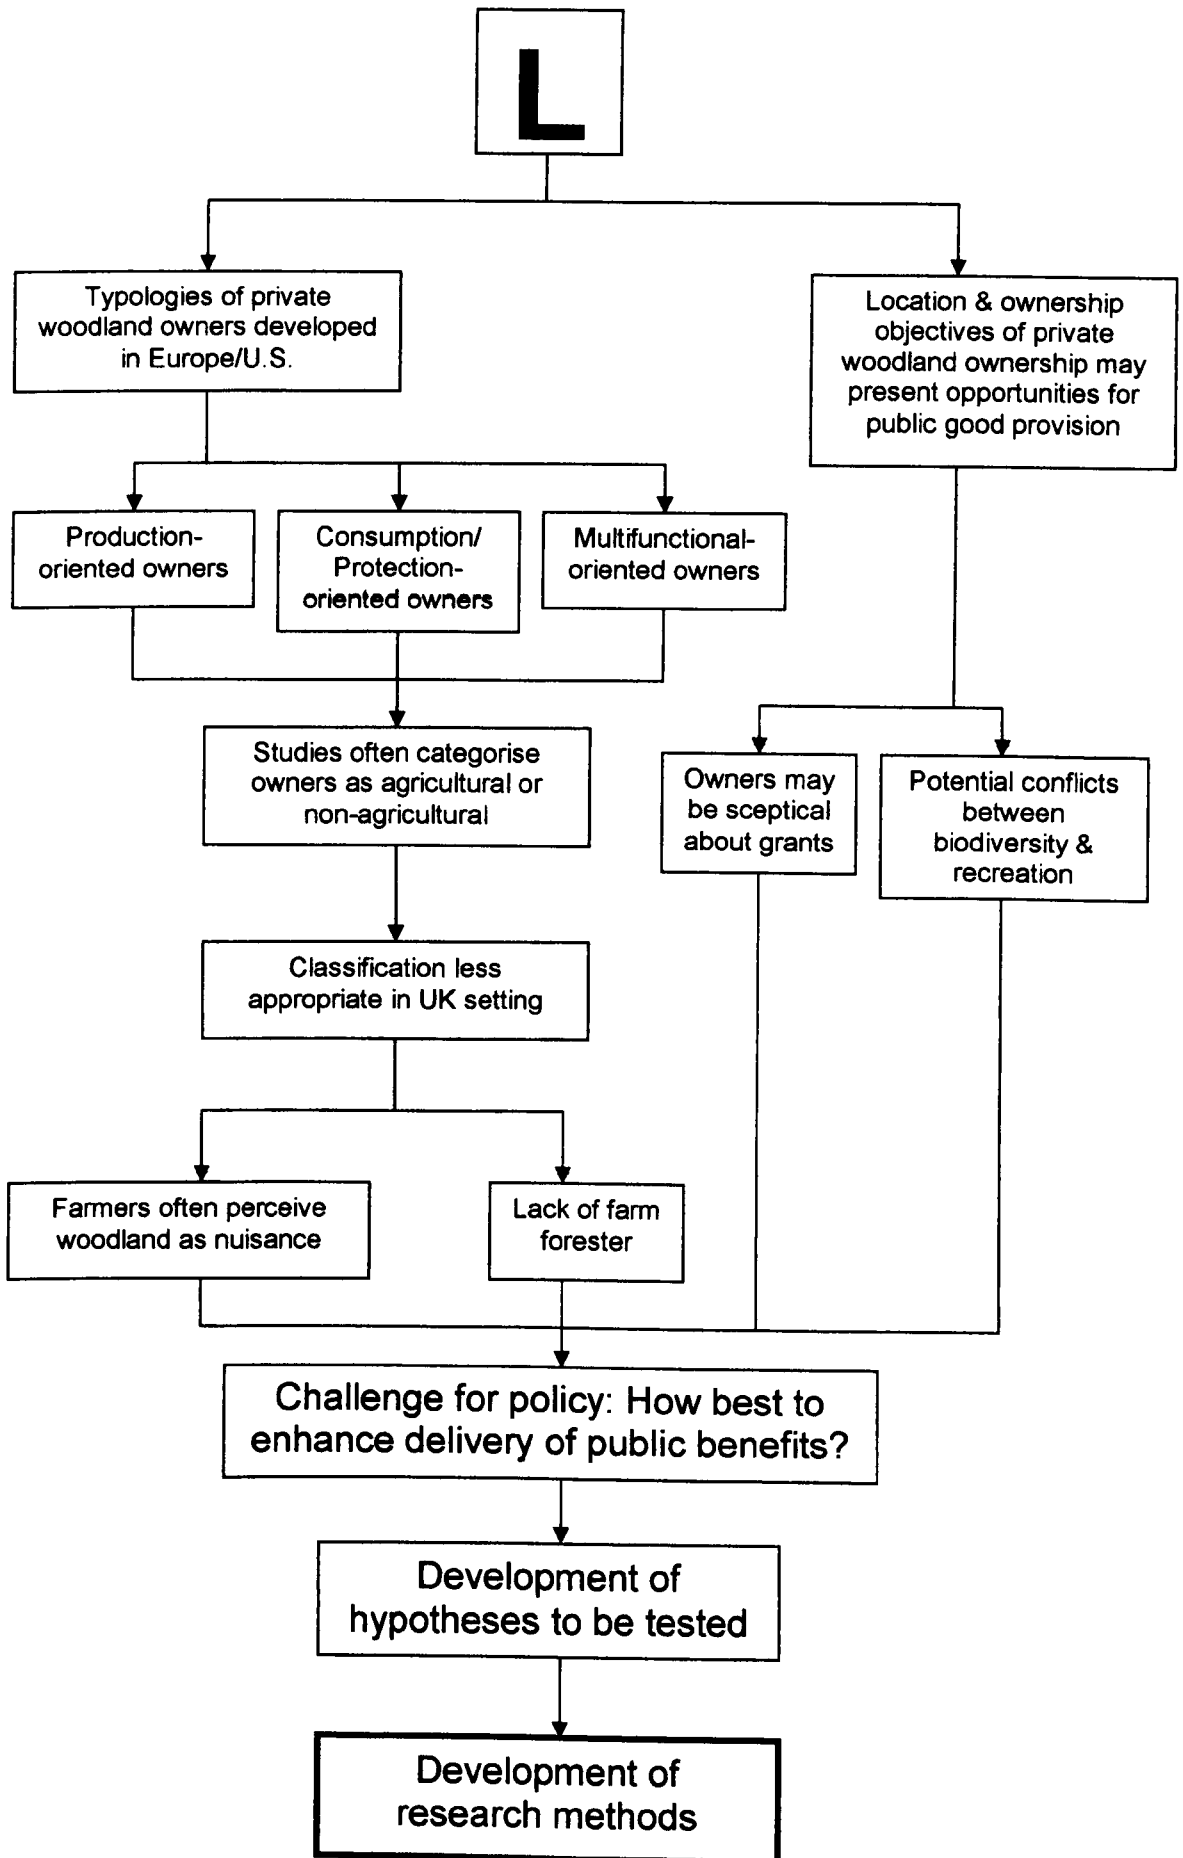 L
Typologies of private
woodland owners developed
in Europe/U.S.
Location & ownership
objectives of private
woodland ownership may
present opportunities for
public good provision
Production-
oriented owners
Consumption/
Protection-
oriented owners
Multifunctional-
oriented owners
Studies often categorise
owners as agricultural or
non-agricultural
Owners may
be sceptical
about grants
Potential conflicts
between
biodiversity &
recreation
Classification less
appropriate in UK setting
Farmers often perceive
woodland as nuisance
Lack of farm
forester
Challenge for policy: How best to
enhance delivery of public benefits?
Development of
hypotheses to be tested
Development of
research methods